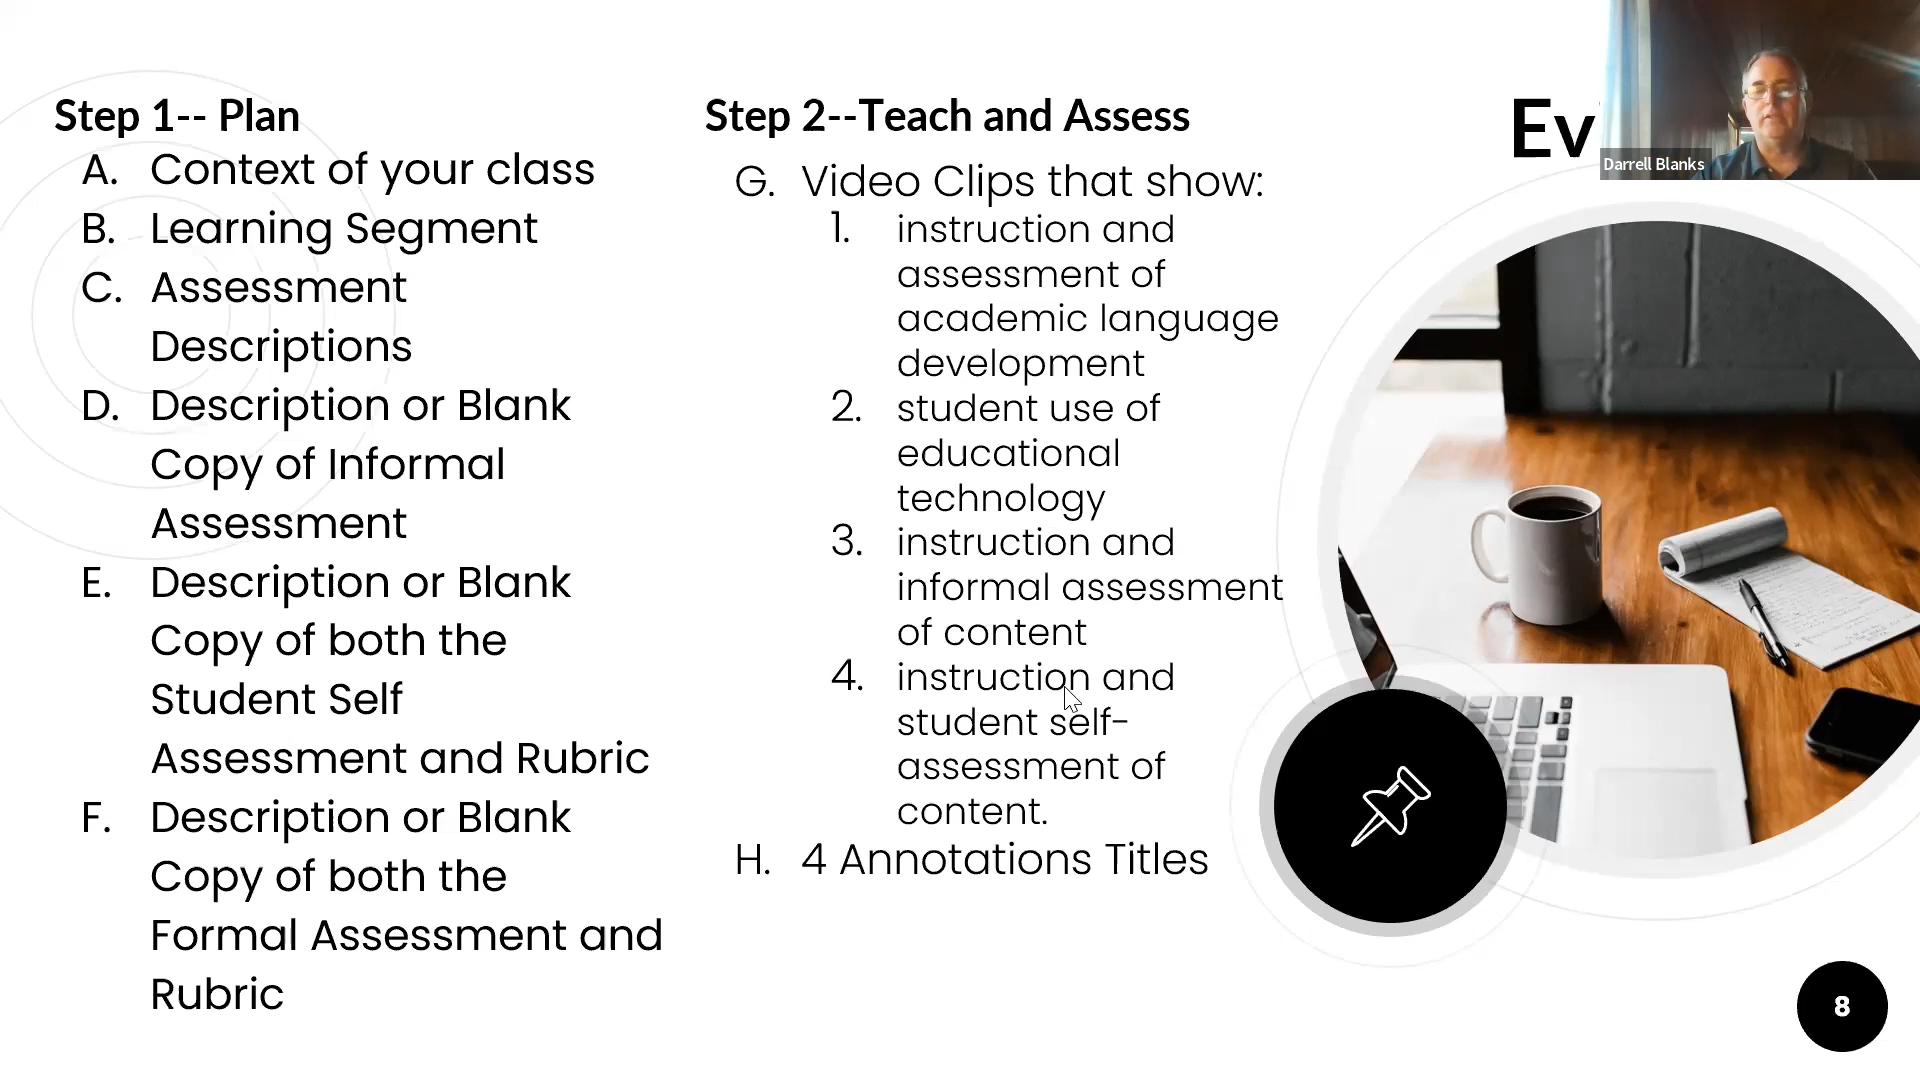 Step 1-- Plan
A. Context of your class
B. Learning Segment
C. Assessment
Descriptions
D. Description or Blank
Copy of Informal
Assessment
E. Description or Blank
Copy of both the
Student Self
Assessment and Rubric
F. Description or Blank
Copy of both the
Formal Assessment and
Rubric
Step 2--Teach and Assess
G. Video Clips that show:
1. instruction and
assessment of
academic language
development
2. student use of
educational
technology
3. instruction and
informal assessment
of content
4. instruction and
student self-
assessment of
content.
H. 4 Annotations Titles
Darrell Blanks
8